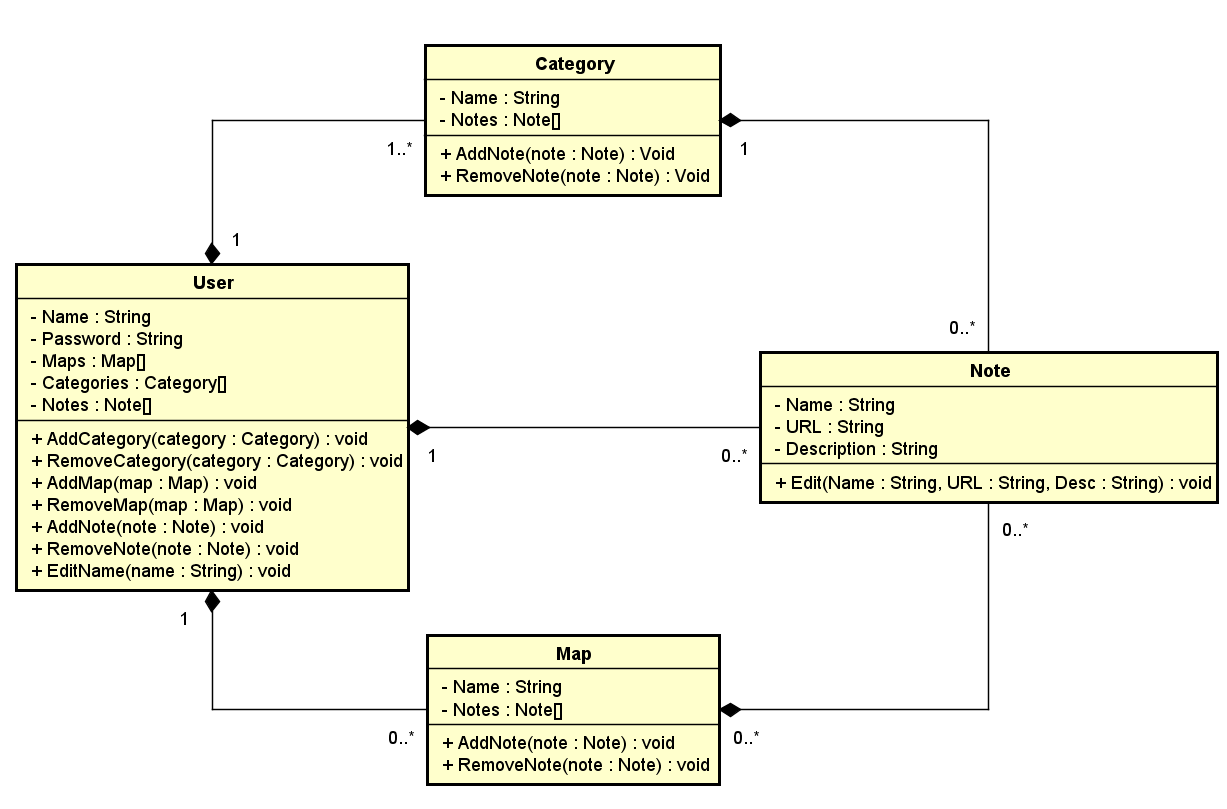 Category
- Name : String
- Notes : Note[]
+ AddNote(note : Note) : Void
+ RemoveNote(note : Note) : Void
1..*
1
1
0..*
User
- Name : String
- Password : String
- Maps : Map[]
- Categories : Category[]
- Notes : Note[]
+ AddCategory(category : Category) : void
+ RemoveCategory(category : Category) : void
+ AddMap(map : Map) : void
+ RemoveMap(map : Map) : void
+ AddNote(note : Note) : void
+ RemoveNote(note : Note) : void
+ EditName(name : String) : void
1
0..*
Note
- Name : String
- URL : String
- Description : String
+ Edit(Name : String, URL : String, Desc : String) : void
0..*
1
Map
- Name : String
- Notes : Note[]
+ AddNote(note : Note) : void
+ RemoveNote(note : Note) : void
0..*
0..*